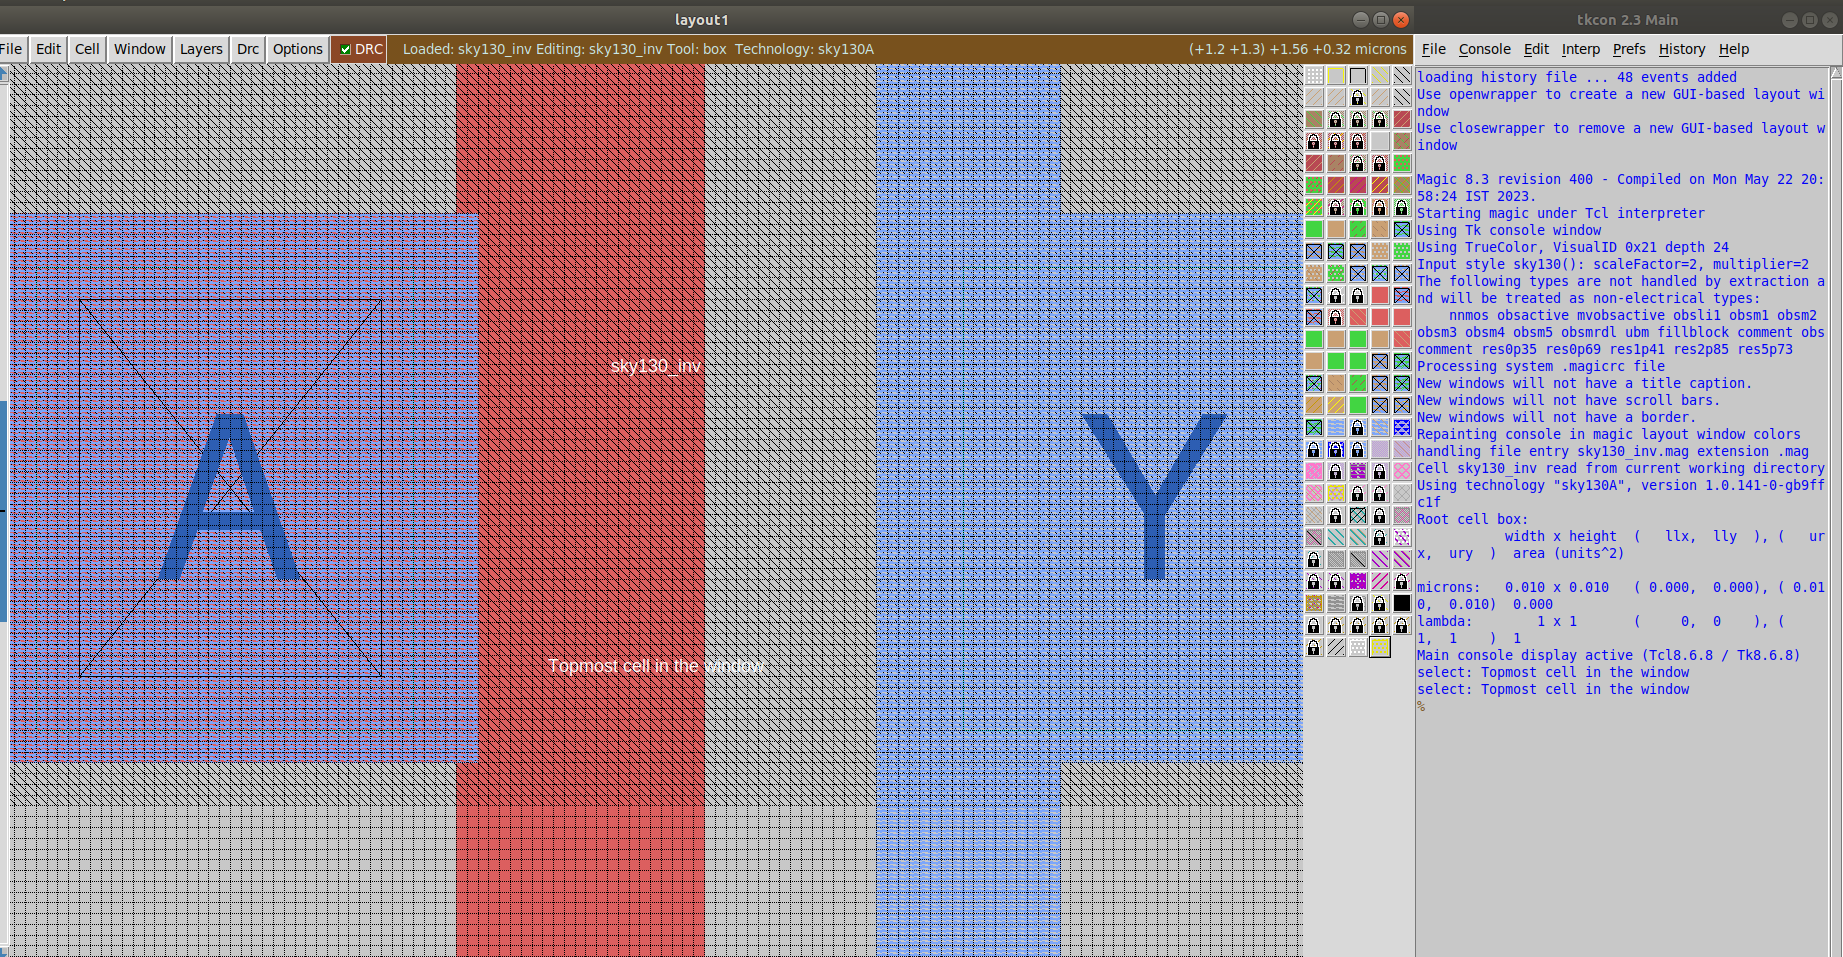 layout1
tkcon 2.3 Main
File Edit Cell Window Layers Drc Options DRC Loaded: sky130_inv Editing: sky130_inv Tool: box Technology: sky130A (+1.2 +1.3) +1.56 +0.32 microns
File Console Edit Interp Prefs History Help
sky130_inv
A
Y
Topmost cell in the window
loading history file ... 48 events added
Use openwrapper to create a new GUI-based layout wi
ndow
Use closewrapper to remove a new GUI-based layout w
indow
Magic 8.3 revision 400 - Compiled on Mon May 22 20:
58:24 IST 2023.
Starting magic under Tcl interpreter
Using Tk console window
Using TrueColor, VisualID 0x21 depth 24
Input style sky130(): scaleFactor=2, multiplier=2
The following types are not handled by extraction a
nd will be treated as non-electrical types:
nnmos obsactive mvobsactive obsli1 obsm1 obsm2
obsm3 obsm4 obsm5 obsmrdl ubm fillblock comment obs
comment res0p35 res0p69 res1p41 res2p85 res5p73
Processing system .magicrc file
New windows will not have a title caption.
New windows will not have scroll bars.
New windows will not have a border.
Repainting console in magic layout window colors
handling file entry sky130_inv.mag extension .mag
Cell sky130_inv read from current working directory
Using technology "sky130A", version 1.0.141-0-gb9ff
c1f
Root cell box:
width x height ( llx, lly ), ( ur
x, ury ) area (units^2)
microns: 0.010 x 0.010 ( 0.000, 0.000), ( 0.01
0, 0.010) 0.000
lambda: 1 x 1 ( 0, 0 ), (
1, 1 ) 1
Main console display active (Tcl8.6.8 / Tk8.6.8)
select: Topmost cell in the window
select: Topmost cell in the window
%